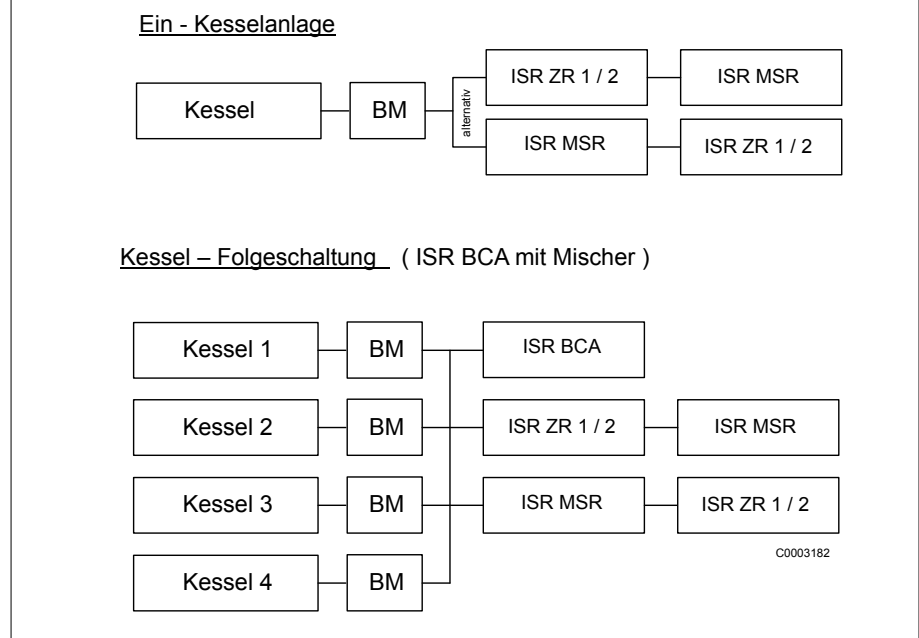 Ein - Kesselanlage
Kessel
BM
alternativ
ISR ZR 1 / 2
ISR MSR
ISR MSR
ISR ZR 1 / 2
Kessel – Folgeschaltung ( ISR BCA mit Mischer )
Kessel 1
BM
ISR BCA
Kessel 2
BM
ISR ZR 1 / 2
ISR MSR
Kessel 3
BM
ISR MSR
ISR ZR 1 / 2
C0003182
Kessel 4
BM